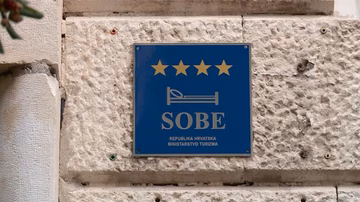 SOBE
REPUBLIKA HRVATSKA
MINISTARSTVO TURIZMA